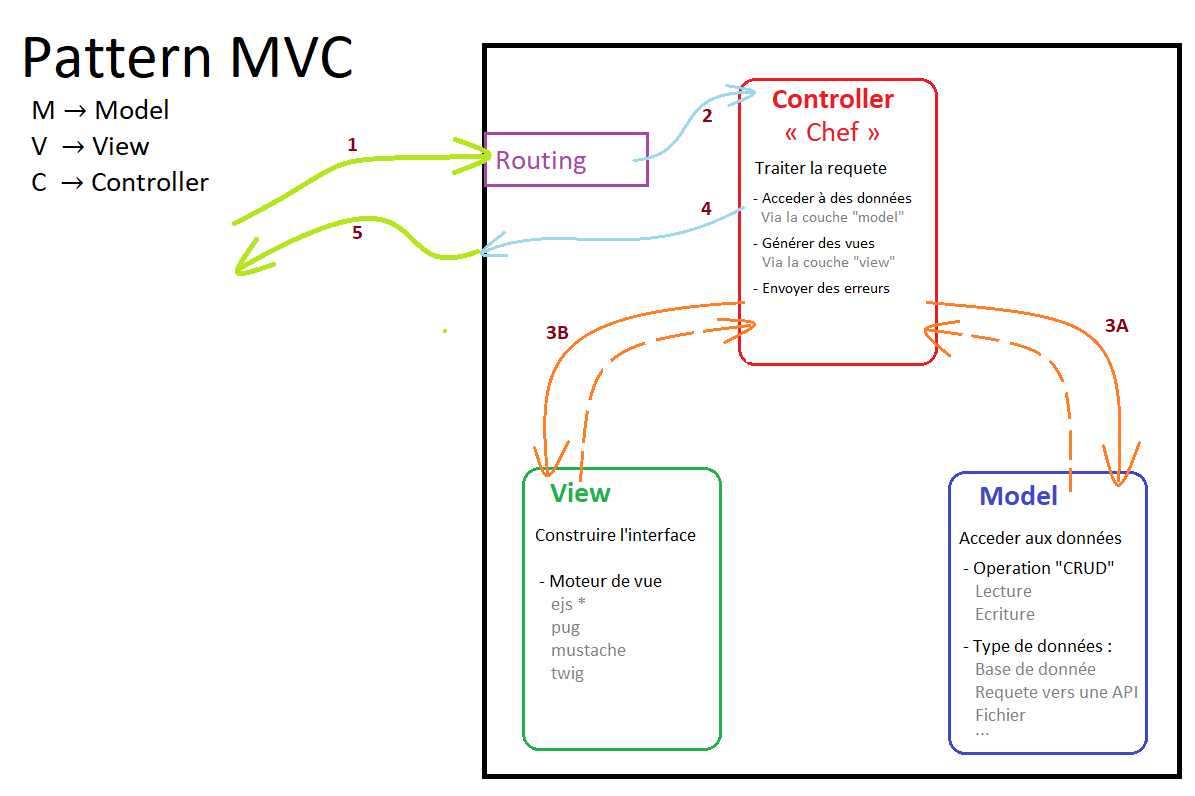 Pattern MVC
M → Model
V → View
C → Controller
1
Routing
2
Controller
« Chef »
Traiter la requete
- Acceder à des données
Via la couche "model"
- Générer des vues
Via la couche "view"
- Envoyer des erreurs
4
5
3B
3A
View
Construire l'interface
- Moteur de vue
ejs *
pug
mustache
twig
Model
Acceder aux données
- Operation "CRUD"
Lecture
Ecriture
- Type de données :
Base de donnée
Requete vers une API
Fichier
...